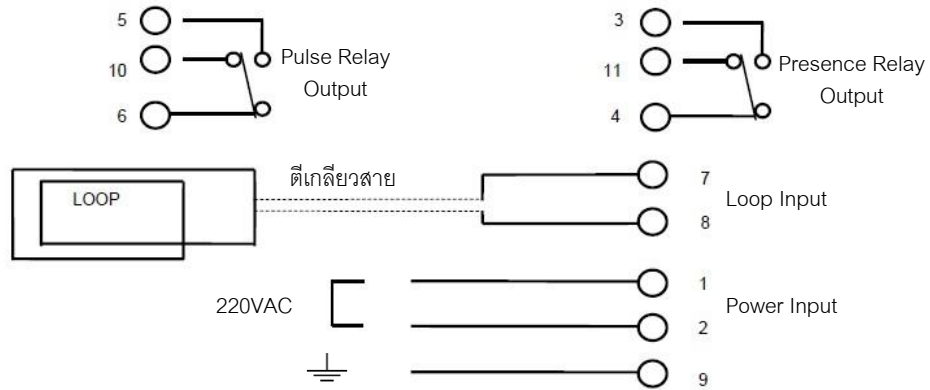 5
10
6
Pulse Relay
Output
3
11
4
Presence Relay
Output
LOOP
ตีเกลียวสาย
7
8
Loop Input
220VAC
1
2
9
Power Input